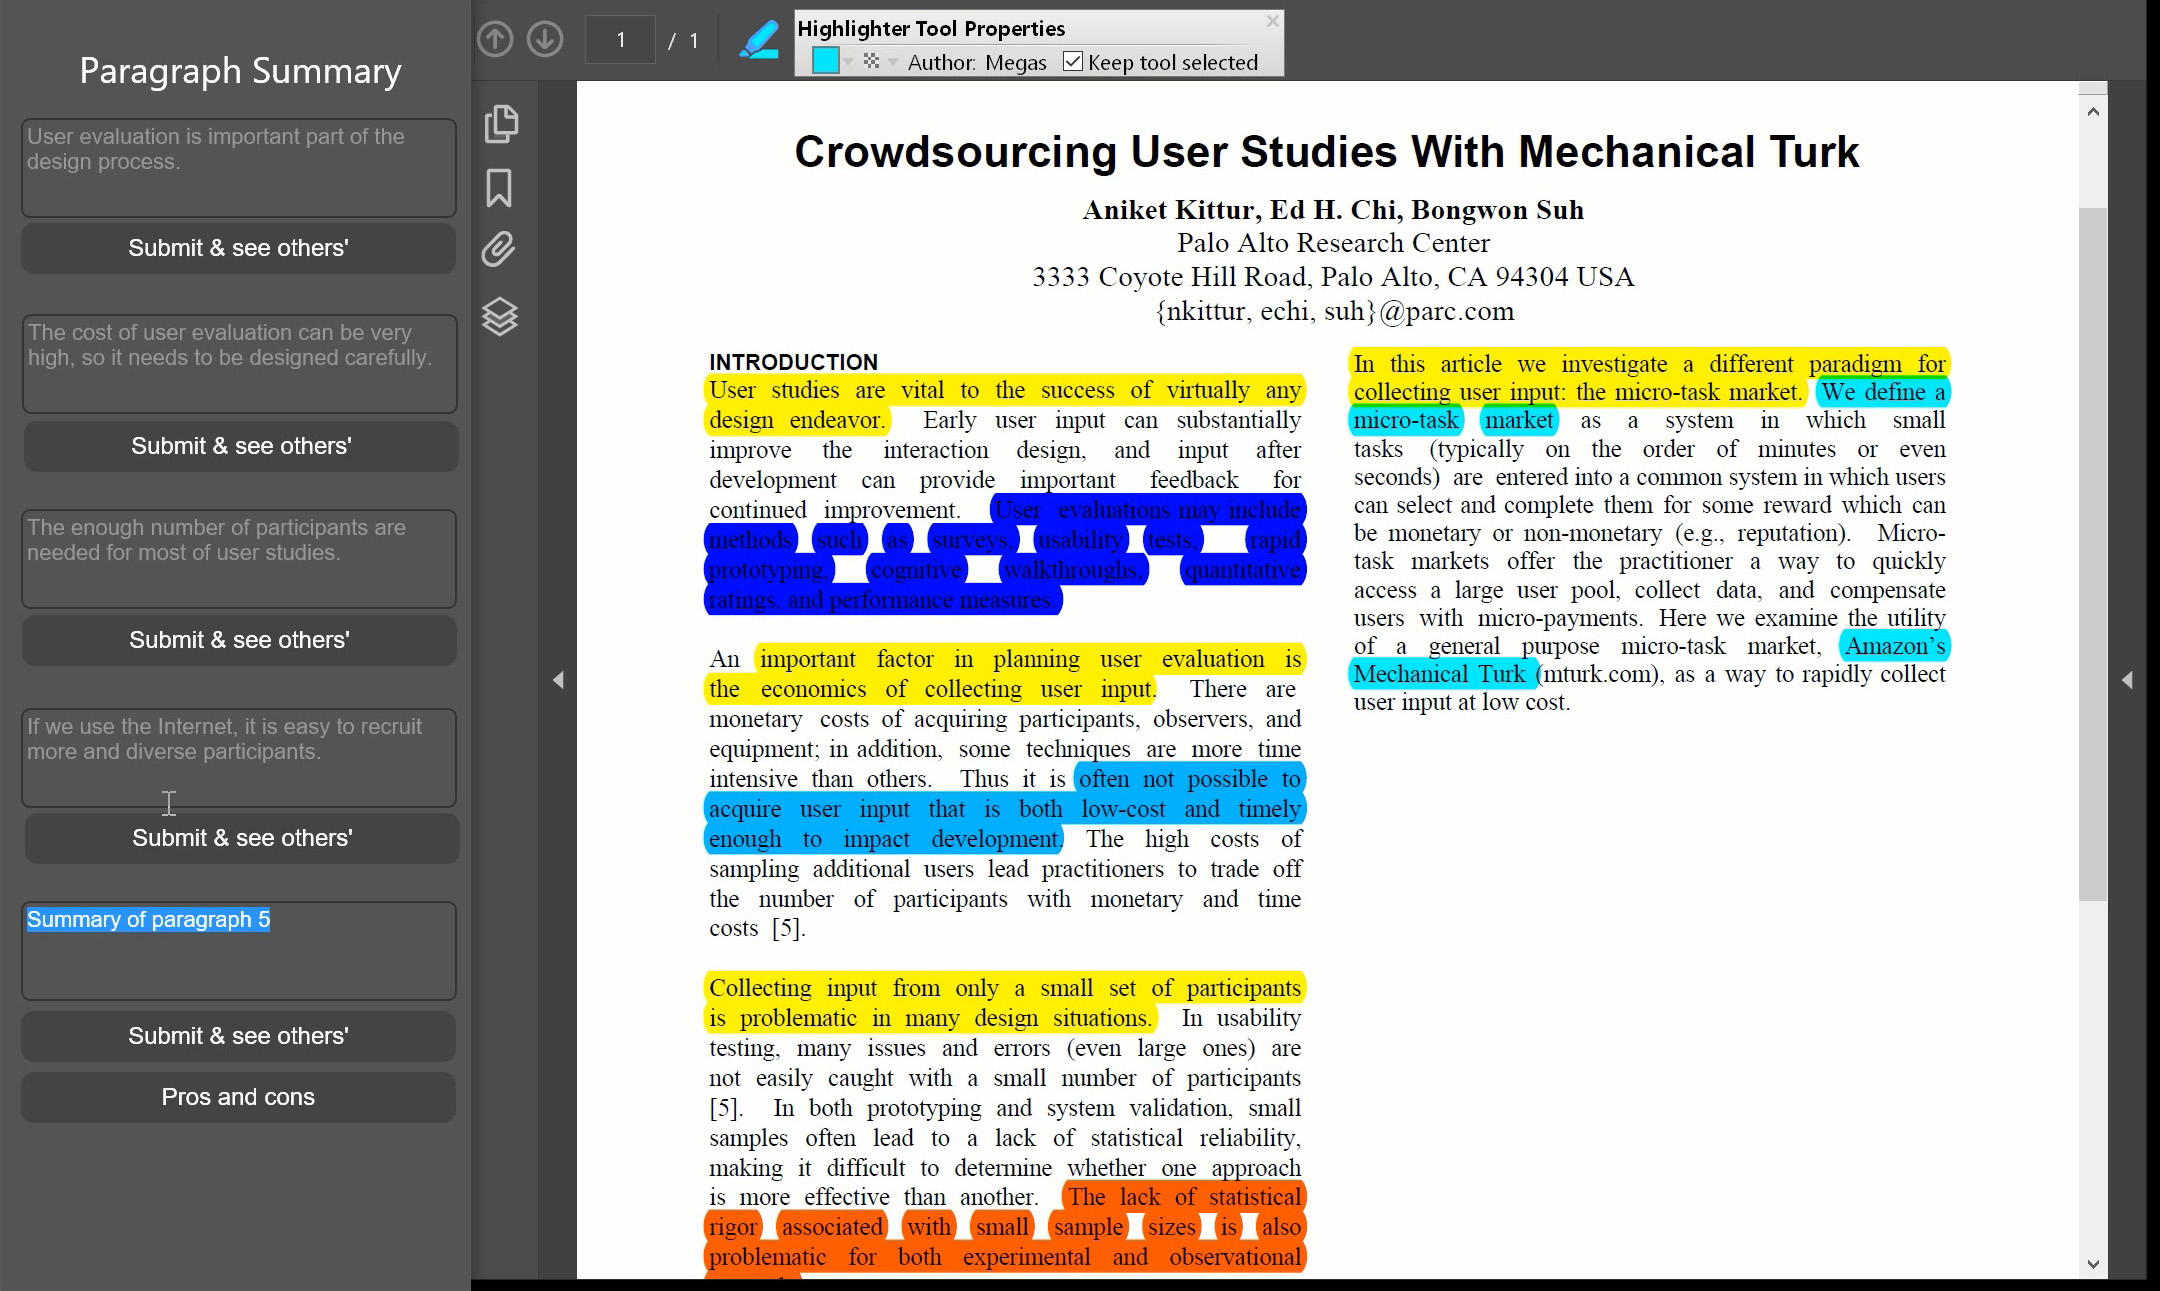 Paragraph Summary
User evaluation is important part of the
design process.
Submit & see others'
The cost of user evaluation can be very
high, so it needs to be designed carefully.
Submit & see others'
The enough number of participants are
needed for most of user studies.
Submit & see others'
If we use the Internet, it is easy to recruit
more and diverse participants.
Submit & see others'
Summary of paragraph 5
Submit & see others'
Pros and cons
1 / 1
Highlighter Tool Properties
Author: Megas Keep tool selected
Crowdsourcing User Studies With Mechanical Turk
Aniket Kittur, Ed H. Chi, Bongwon Suh
Palo Alto Research Center
3333 Coyote Hill Road, Palo Alto, CA 94304 USA
{nkittur, echi, suh}@parc.com
INTRODUCTION
User studies are vital to the success of virtually any
design endeavor. Early user input can substantially
improve the interaction design, and input after
development can provide important feedback for
continued improvement. User evaluations may include
methods such as surveys, usability tests, rapid
prototyping, cognitive walkthroughs, quantitative
ratings, and performance measures.
An important factor in planning user evaluation is
the economics of collecting user input. There are
monetary costs of acquiring participants, observers, and
equipment; in addition, some techniques are more time
intensive than others. Thus it is often not possible to
acquire user input that is both low-cost and timely
enough to impact development. The high costs of
sampling additional users lead practitioners to trade off
the number of participants with monetary and time
costs [5].
Collecting input from only a small set of participants
is problematic in many design situations. In usability
testing, many issues and errors (even large ones) are
not easily caught with a small number of participants
[5]. In both prototyping and system validation, small
samples often lead to a lack of statistical reliability,
making it difficult to determine whether one approach
is more effective than another. The lack of statistical
rigor associated with small sample sizes is also
problematic for both experimental and observational
In this article we investigate a different paradigm for
collecting user input: the micro-task market. We define a
micro-task market as a system in which small
tasks (typically on the order of minutes or even
seconds) are entered into a common system in which users
can select and complete them for some reward which can
be monetary or non-monetary (e.g., reputation). Micro-
task markets offer the practitioner a way to quickly
access a large user pool, collect data, and compensate
users with micro-payments. Here we examine the utility
of a general purpose micro-task market, Amazon's
Mechanical Turk (mturk.com), as a way to rapidly collect
user input at low cost.